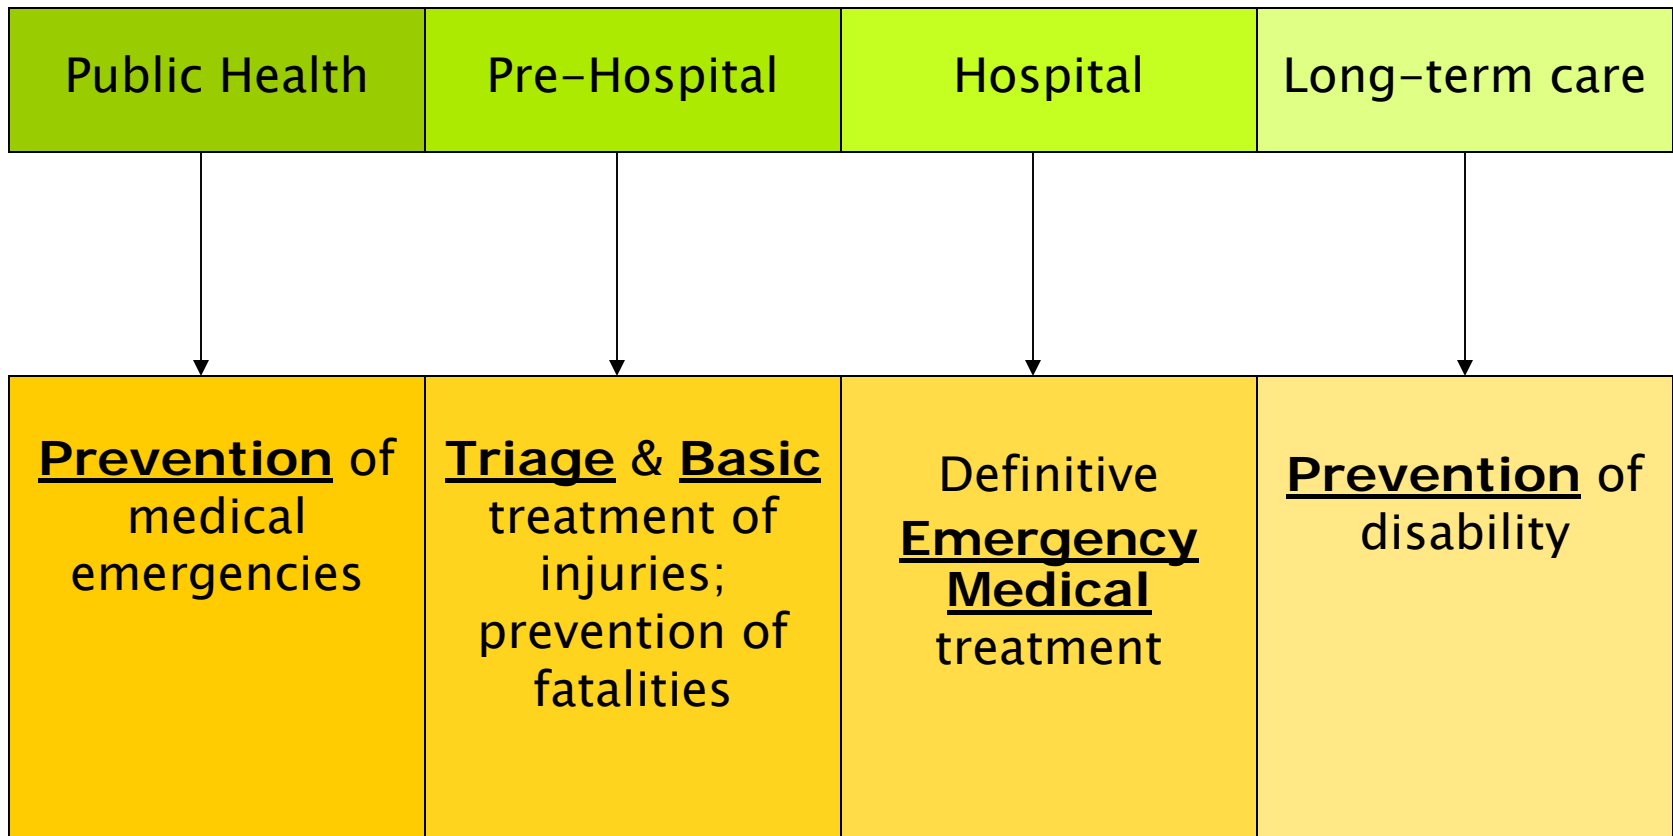 Public Health
Pre-Hospital
Hospital
Long-term care
Prevention of
medical
emergencies
Triage & Basic
treatment of
injuries;
prevention of
fatalities
Definitive
Emergency
Medical
treatment
Prevention of
disability